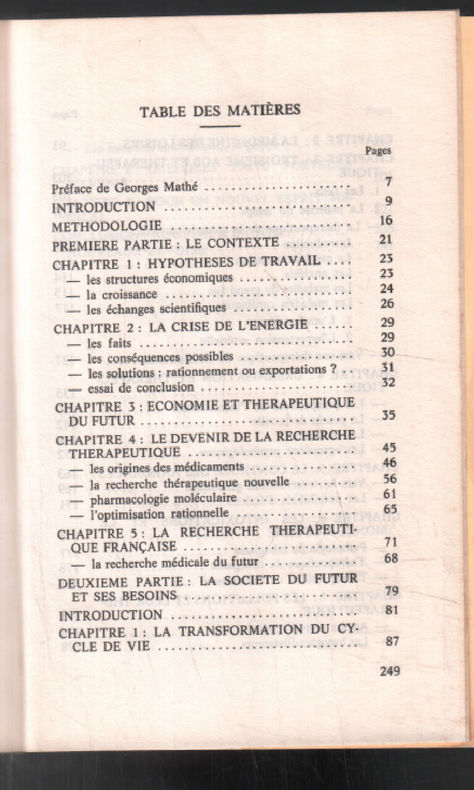 TABLE DES MATIÈRES
Pages
Préface de Georges Mathé ........................ 7
INTRODUCTION .............................. 9
METHODOLOGIE ............................. 16
PREMIERE PARTIE : LE CONTEXTE .......... 21
CHAPITRE 1 : HYPOTHESES DE TRAVAIL .... 23
— les structures économiques .................. 23
— la croissance .............................. 24
— les échanges scientifiques ................... 26
CHAPITRE 2 : LA CRISE DE L'ENERGIE ...... 29
— les faits .................................. 29
— les conséquences possibles .................. 30
— les solutions : rationnement ou exportations ? .. 31
— essai de conclusion ........................ 32
CHAPITRE 3 : ECONOMIE ET THERAPEUTIQUE
DU FUTUR ................................ 35
CHAPITRE 4 : LE DEVENIR DE LA RECHERCHE
THERAPEUTIQUE .......................... 45
— les origines des médicaments ................ 46
— la recherche thérapeutique nouvelle .......... 56
— pharmacologie moléculaire .................. 61
— l'optimisation rationnelle .................... 65
CHAPITRE 5 : LA RECHERCHE THERAPEUTI-
QUE FRANÇAISE .......................... 71
— la recherche médicale du futur .............. 68
DEUXIEME PARTIE : LA SOCIETE DU FUTUR
ET SES BESOINS .......................... 79
INTRODUCTION .............................. 81
CHAPITRE 1 : LA TRANSFORMATION DU CY-
CLE DE VIE .............................. 87
249